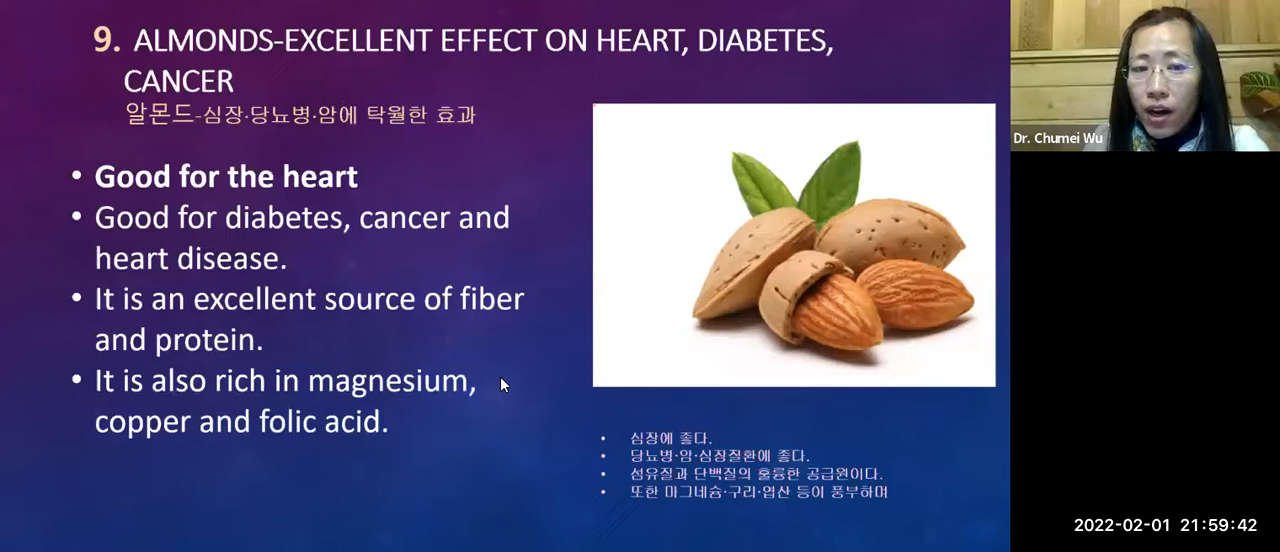 9. ALMONDS-EXCELLENT EFFECT ON HEART, DIABETES,
CANCER
알몬드-심장·당뇨병·암에 탁월한 효과
• Good for the heart
• Good for diabetes, cancer and
heart disease.
• It is an excellent source of fiber
and protein.
• It is also rich in magnesium,
copper and folic acid.
• 심장에 좋다.
• 당뇨병·암·심장질환에 좋다.
• 섬유질과 단백질의 훌륭한 공급원이다.
• 또한 마그네슘·구리·엽산 등이 풍부하며
Dr. Chumei Wu
2022-02-01 21:59:42